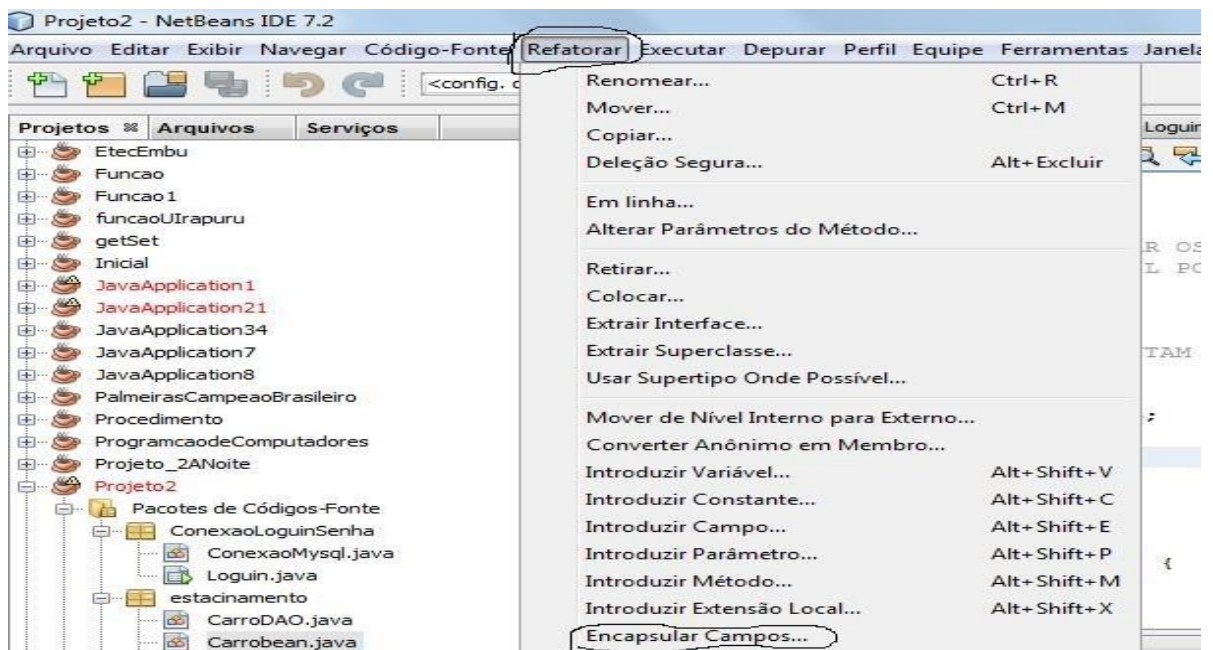 Projeto2 - NetBeans IDE 7.2
Arquivo Editar Exibir Navegar Código-Fonte Refatorar Executar Depurar Perfil Equipe Ferramentas Janela
<config.
Projetos Arquivos Serviços
EtecEmbu
Funcao
Funcao1
funcaoUIrapuru
getSet
Inicial
JavaApplication1
JavaApplication21
JavaApplication34
JavaApplication7
JavaApplication8
PalmeirasCampeaoBrasileiro
Procedimento
ProgramcaodeComputadores
Projeto_2ANoite
Projeto2
Pacotes de Códigos-Fonte
ConexaoLoguinSenha
ConexaoMysql.java
Loguin.java
estacinamento
CarroDAO.java
Carrobean.java
Renomear... Ctrl+R
Mover... Ctrl+M
Copiar...
Deleção Segura... Alt+Excluir
Em linha...
Alterar Parâmetros do Método...
Retirar...
Colocar...
Extrair Interface...
Extrair Superclasse...
Usar Supertipo Onde Possível...
Mover de Nível Interno para Externo...
Converter Anônimo em Membro...
Introduzir Variável... Alt+Shift+V
Introduzir Constante... Alt+Shift+C
Introduzir Campo... Alt+Shift+E
Introduzir Parâmetro... Alt+Shift+P
Introduzir Método... Alt+Shift+M
Introduzir Extensão Local... Alt+Shift+X
Encapsular Campos...
Loguin
R OS
L PO
TAM
;
{